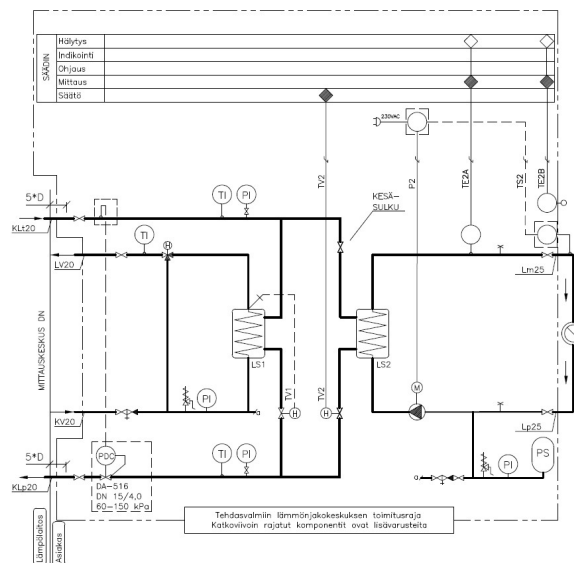 SÄÄDIN
Hälytys
Indikointi
Ohjaus
Mittaus
Säätö
230VAC
TV2
P2
TE2A
TS2
TE2B
KESÄ-
SULKU
5*D
KLt20
TI
PI
LV20
TI
H
Lm25
MITTAUSKESKUS DN
LS1
LS2
TV1
TV2
H
H
M
PI
KV20
Lp25
5*D
PDC
TI
PI
PI
PS
KLp20
DA-516
DN 15/4,0
60-150 kPa
Tehdasvalmiin lämmönjakokeskuksen toimitusraja
Katkoviivoin rajatut komponentit ovat lisävarusteita
Lämpölaitos
Asiakas